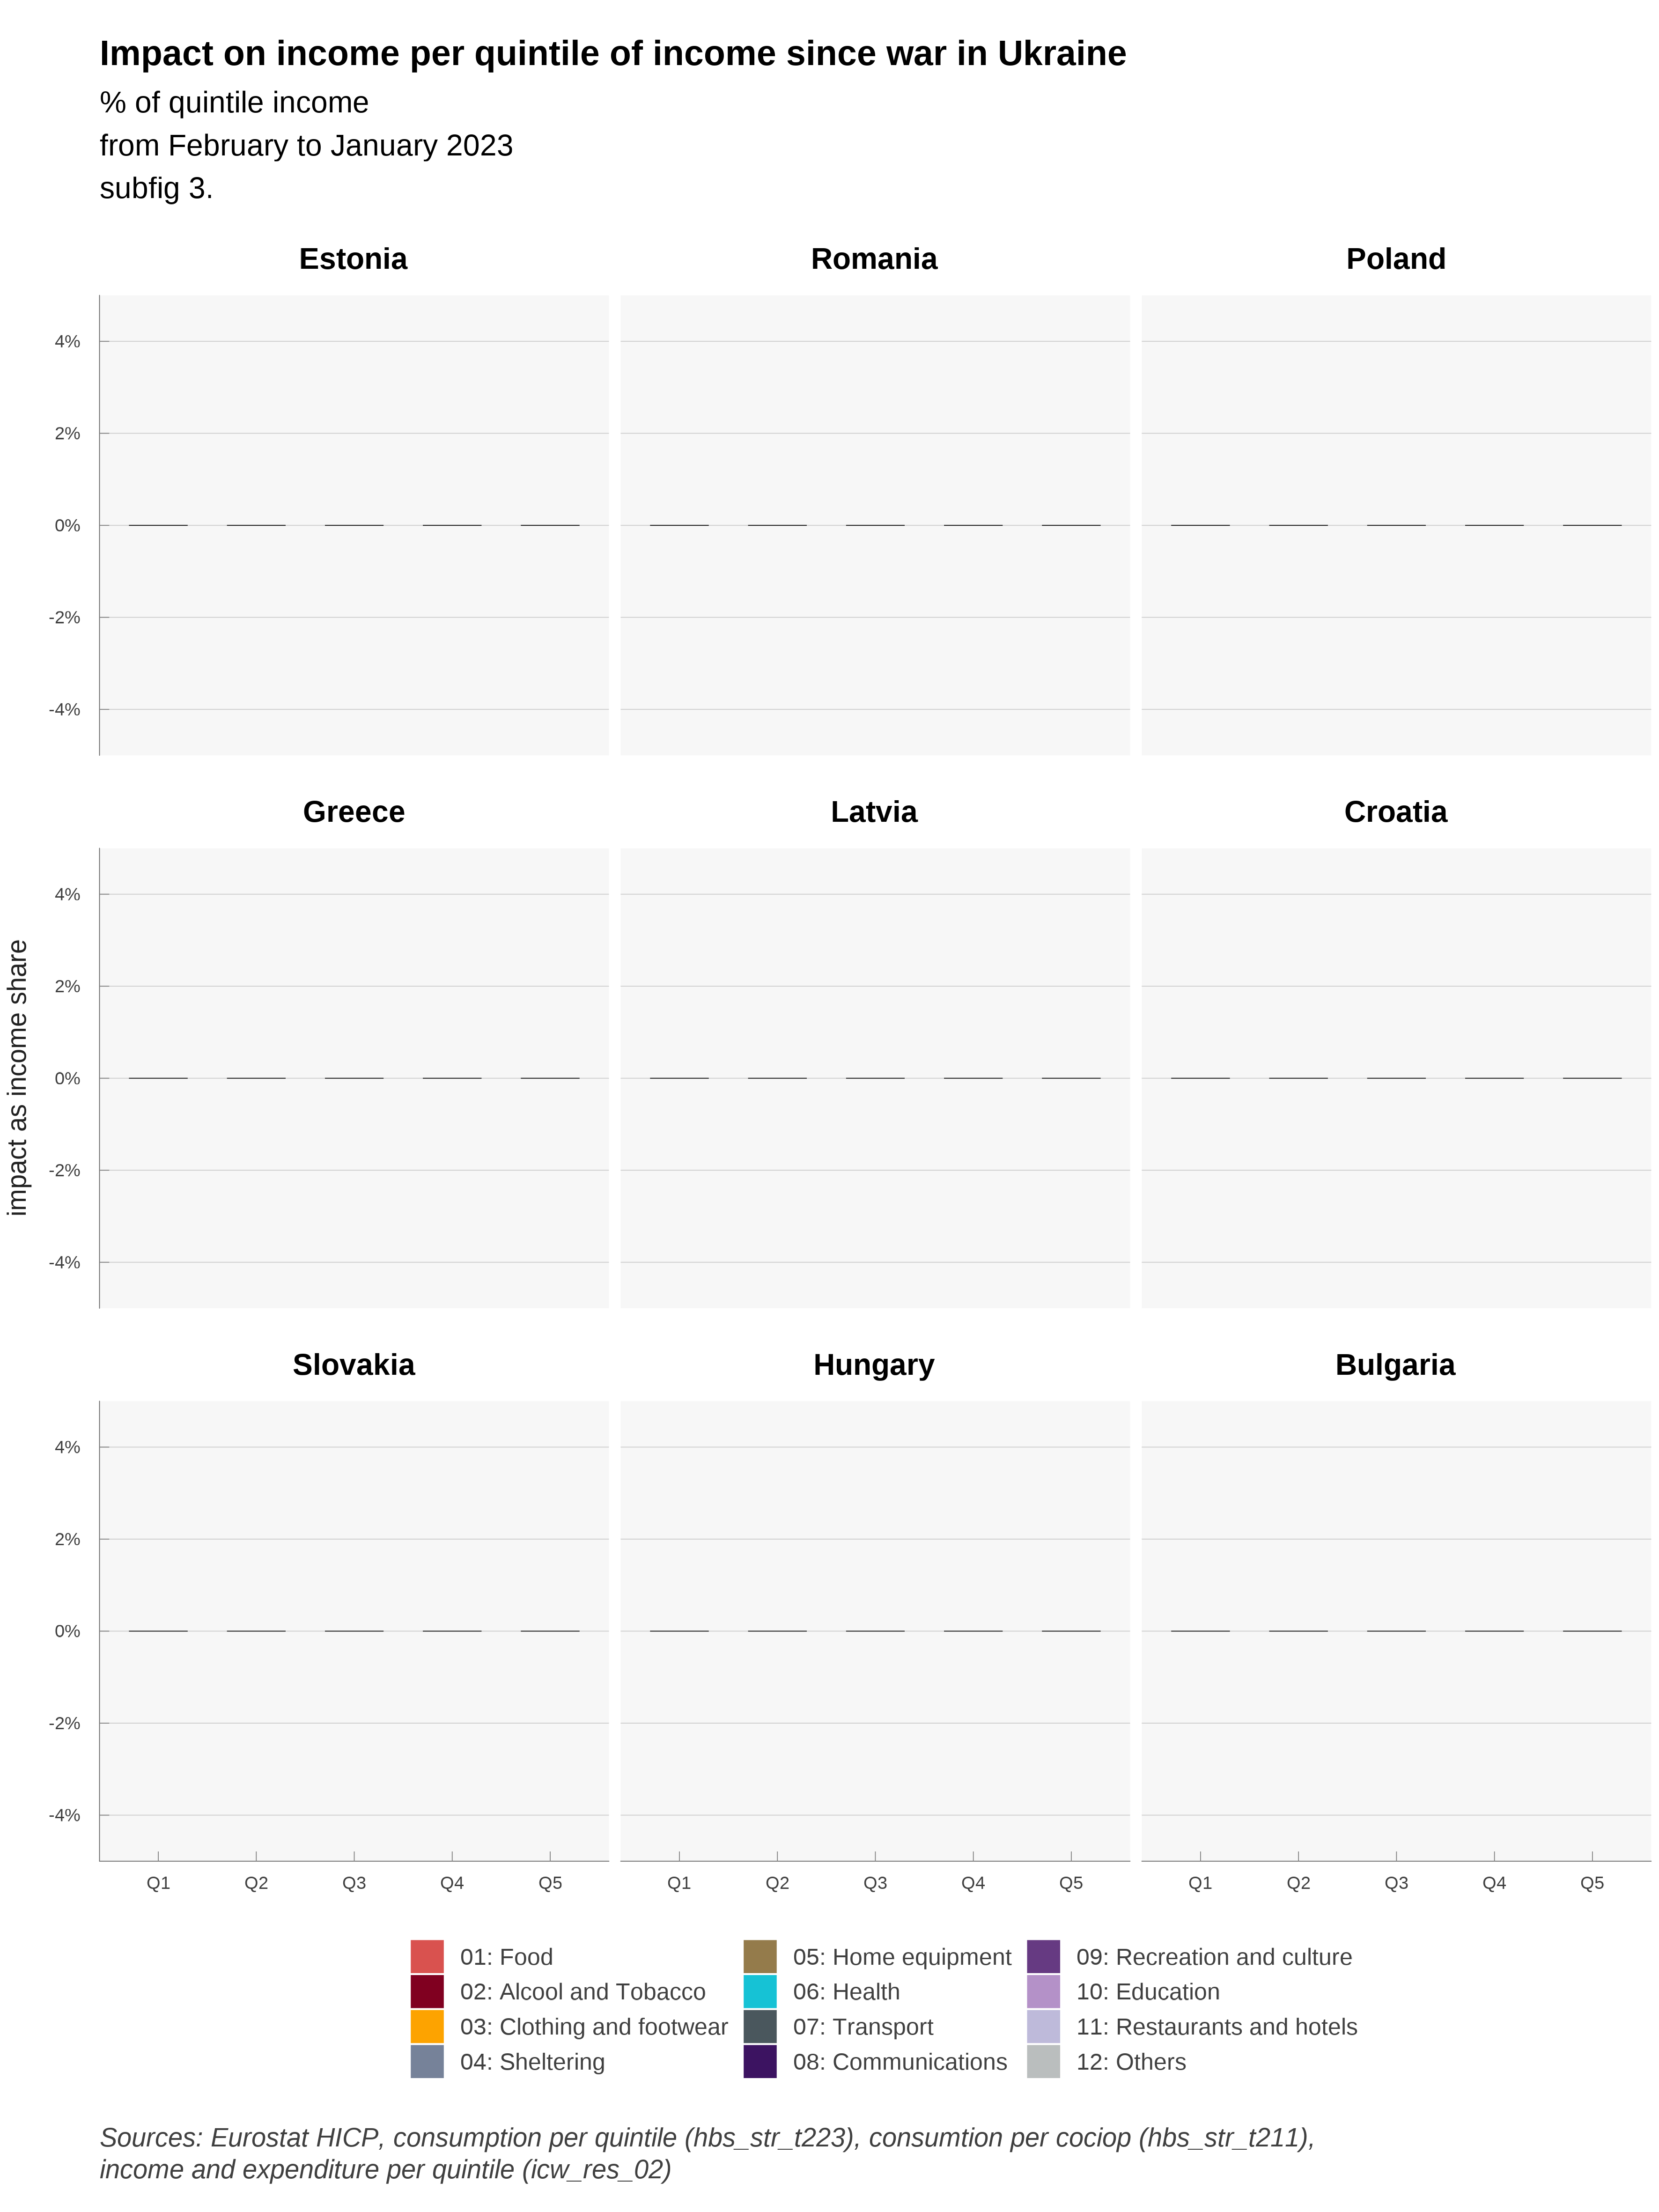 Impact on income per quintile of income since war in Ukraine
% of quintile income
from February to January 2023
subfig 3.
Estonia Romania Poland
4%
2%
0%
-2%
-4%
Greece Latvia Croatia
4%
2%
0%
-2%
-4%
impact as income share
Slovakia Hungary Bulgaria
4%
2%
0%
-2%
-4%
Q1 Q2 Q3 Q4 Q5 Q1 Q2 Q3 Q4 Q5 Q1 Q2 Q3 Q4 Q5
01: Food 05: Home equipment 09: Recreation and culture
02: Alcool and Tobacco 06: Health 10: Education
03: Clothing and footwear 07: Transport 11: Restaurants and hotels
04: Sheltering 08: Communications 12: Others
Sources: Eurostat HICP, consumption per quintile (hbs_str_t223), consumtion per cociop (hbs_str_t211),
income and expenditure per quintile (icw_res_02)